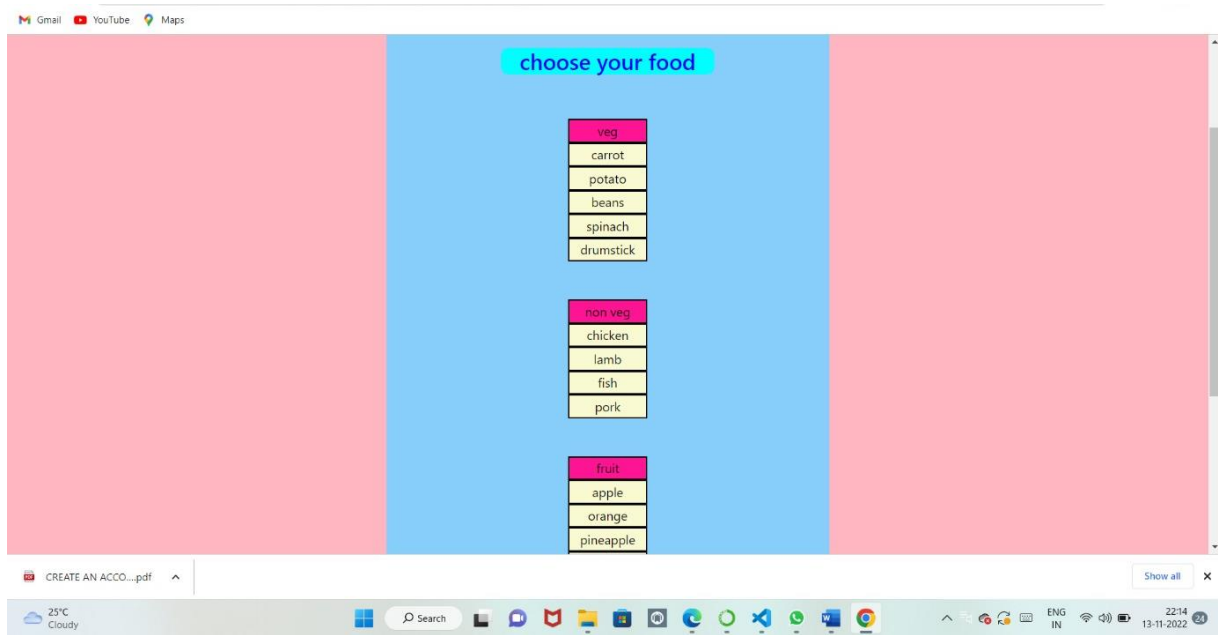 Gmail YouTube Maps
choose your food
veg
carrot
potato
beans
spinach
drumstick
non veg
chicken
lamb
fish
pork
fruit
apple
orange
pineapple
CREATE AN ACCO....pdf
Show all
25°C
Cloudy
Search
ENG
IN
22:14
13-11-2022
24